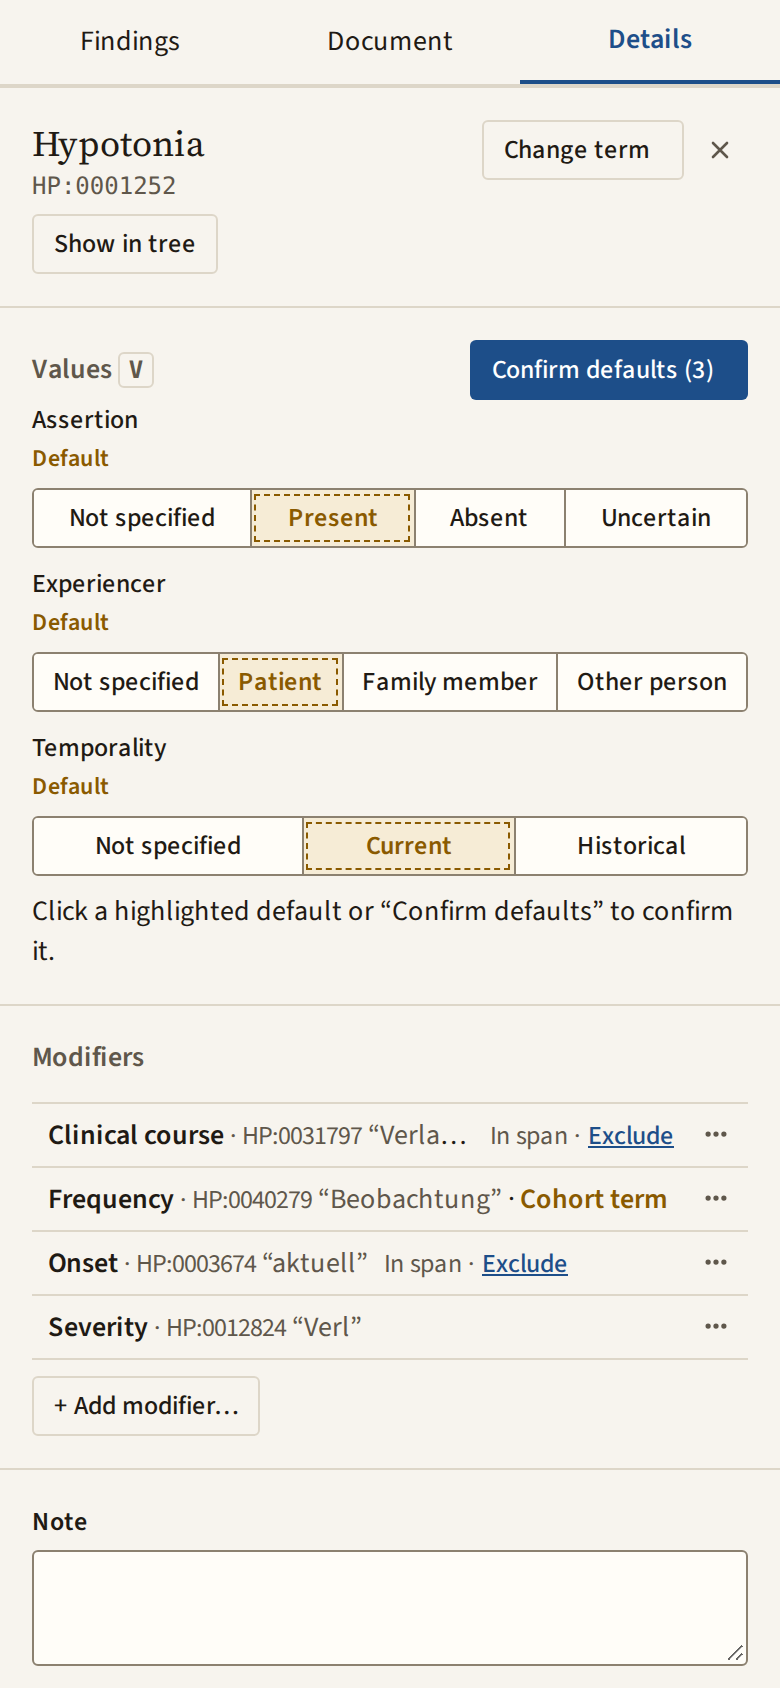 Findings Document Details
Hypotonia Change term ×
HP:0001252
Show in tree
Values V Confirm defaults (3)
Assertion
Default
Not specified Present Absent Uncertain
Experiencer
Default
Not specified Patient Family member Other person
Temporality
Default
Not specified Current Historical
Click a highlighted default or “Confirm defaults” to confirm
it.
Modifiers
Clinical course · HP:0031797 “Verla… In span · Exclude •••
Frequency · HP:0040279 “Beobachtung” · Cohort term •••
Onset · HP:0003674 “aktuell” In span · Exclude •••
Severity · HP:0012824 “Verl” •••
+ Add modifier…
Note